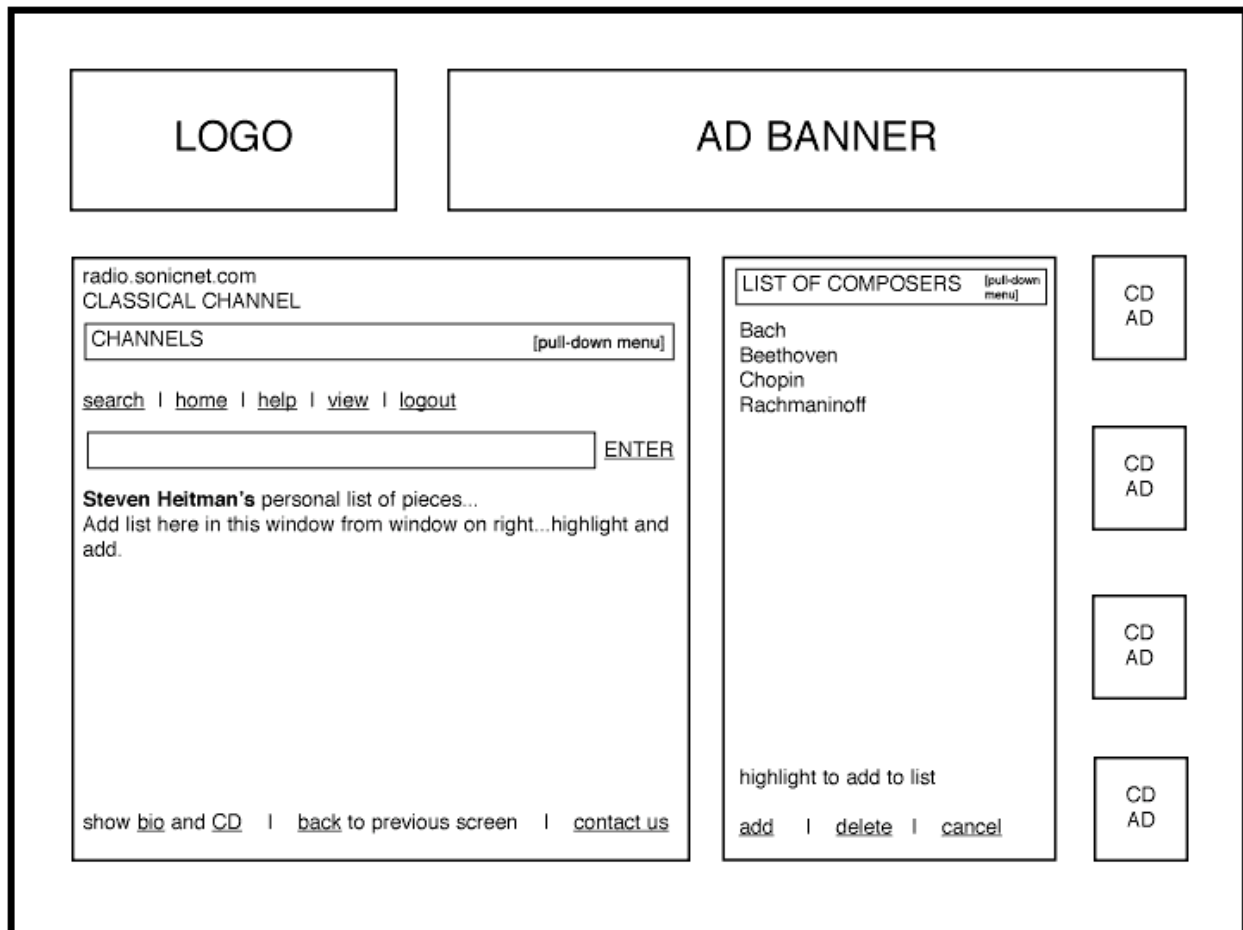 LOGO
AD BANNER
radio.sonicnet.com
CLASSICAL CHANNEL
CHANNELS [pull-down menu]
search | home | help | view | logout
ENTER
Steven Heitman's personal list of pieces...
Add list here in this window from window on right...highlight and
add.
show bio and CD | back to previous screen | contact us
LIST OF COMPOSERS [pull-down
menu]
Bach
Beethoven
Chopin
Rachmaninoff
highlight to add to list
add | delete | cancel
CD
AD
CD
AD
CD
AD
CD
AD